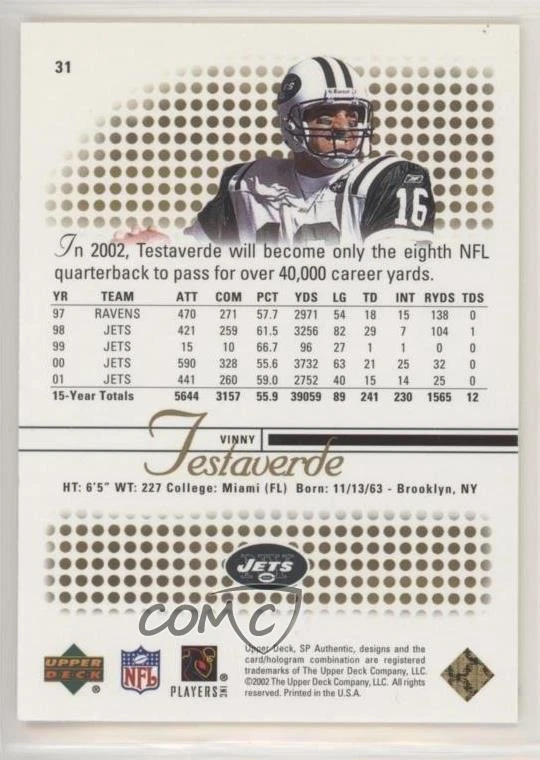 31
Riddell
JETS
16
In 2002, Testaverde will become only the eighth NFL
quarterback to pass for over 40,000 career yards.
YR TEAM ATT COM PCT YDS LG TD INT RYDS TDS
97 RAVENS 470 271 57.7 2971 54 18 15 138 0
98 JETS 421 259 61.5 3256 82 29 7 104 1
99 JETS 15 10 66.7 96 27 1 1 0 0
00 JETS 590 328 55.6 3732 63 21 25 32 0
01 JETS 441 260 59.0 2752 40 15 14 25 0
15-Year Totals 5644 3157 55.9 39059 89 241 230 1565 12
VINNY
Testaverde
HT: 6'5" WT: 227 College: Miami (FL) Born: 11/13/63 - Brooklyn, NY
JETS
COMC
Upper Deck, SP Authentic, designs and the
card/hologram combination are registered
trademarks of The Upper Deck Company, LLC.
©2002 The Upper Deck Company, LLC. All
rights reserved. Printed in the U.S.A.
UPPER DECK ®
NFL
PLAYERS INC